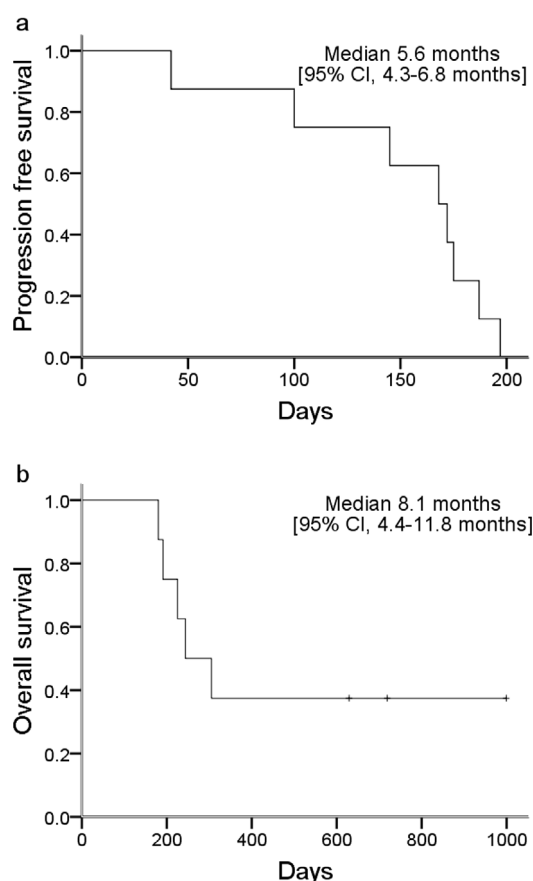 a
Median 5.6 months
[95% CI, 4.3-6.8 months]
Progression free survival
1.0
0.8
0.6
0.4
0.2
0.0
0 50 100 150 200
Days
b
Median 8.1 months
[95% CI, 4.4-11.8 months]
Overall survival
1.0
0.8
0.6
0.4
0.2
0.0
0 200 400 600 800 1000
Days